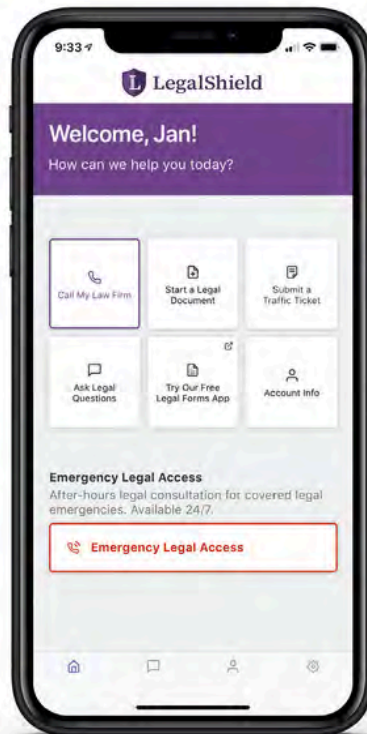 9:33
LegalShield
Welcome, Jan!
How can we help you today?
Call My Law Firm
Start a Legal
Document
Submit a
Traffic Ticket
Ask Legal
Questions
Try Our Free
Legal Forms App
Account Info
Emergency Legal Access
After-hours legal consultation for covered legal
emergencies. Available 24/7.
Emergency Legal Access